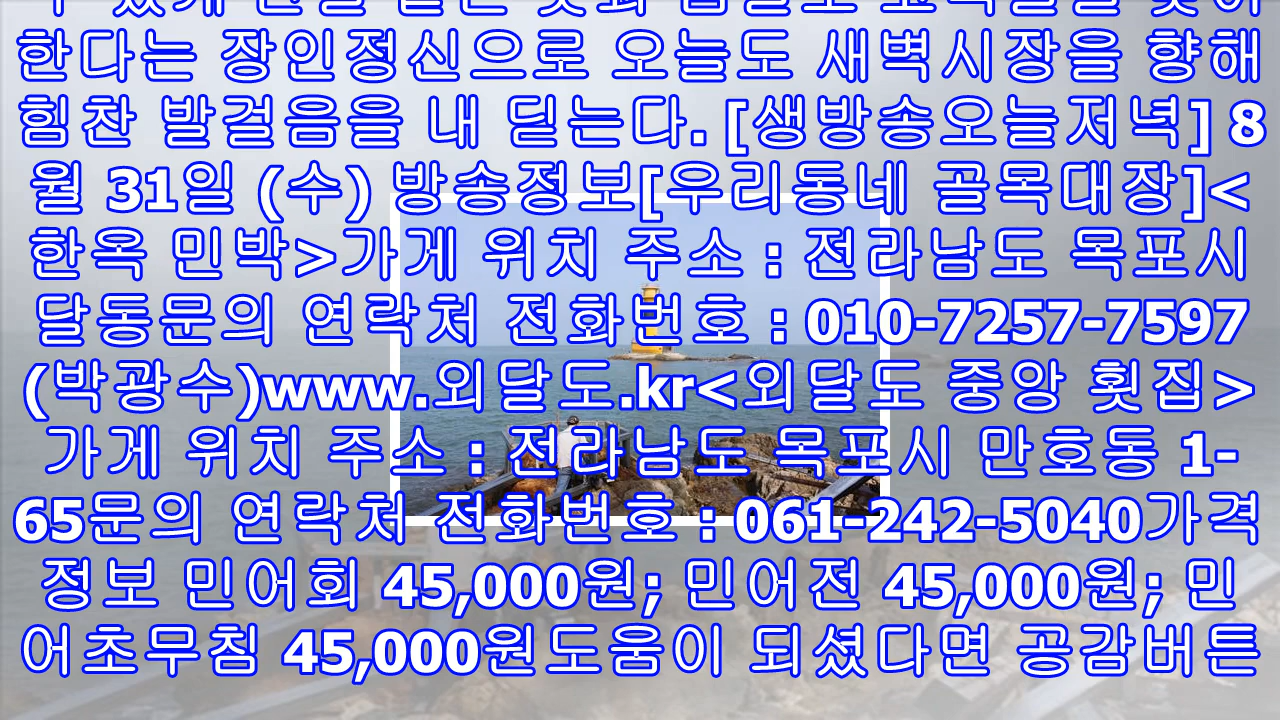 한다는 장인정신으로 오늘도 새벽시장을 향해
힘찬 발걸음을 내 딛는다. [생방송오늘저녁] 8
월 31일 (수) 방송정보[우리동네 골목대장]<
한옥 민박>가게 위치 주소 : 전라남도 목포시
달동문의 연락처 전화번호 : 010-7257-7597
(박광수)www.외달도.kr<외달도 중앙 횟집>
가게 위치 주소 : 전라남도 목포시 만호동 1-
65문의 연락처 전화번호 : 061-242-5040가격
정보 민어회 45,000원; 민어전 45,000원; 민
어초무침 45,000원도움이 되셨다면 공감버튼